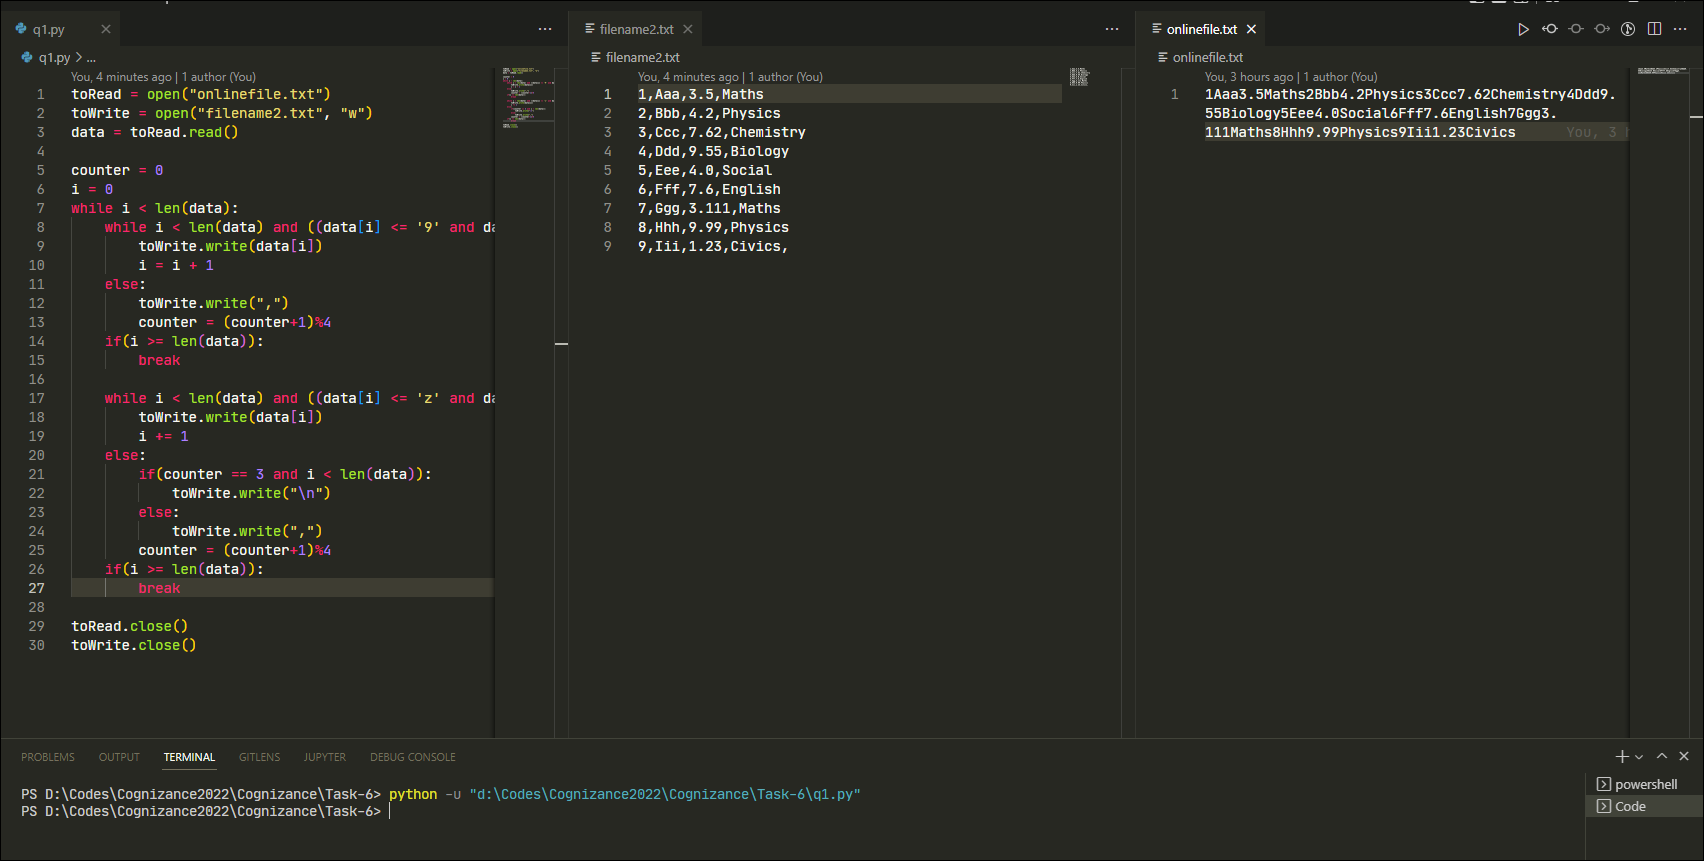 q1.py
q1.py > ...
You, 4 minutes ago | 1 author (You)
1 toRead = open("onlinefile.txt")
2 toWrite = open("filename2.txt", "w")
3 data = toRead.read()
4
5 counter = 0
6 i = 0
7 while i < len(data):
8 while i < len(data) and ((data[i] <= '9' and da
9 toWrite.write(data[i])
10 i = i + 1
11 else:
12 toWrite.write(",")
13 counter = (counter+1)%4
14 if(i >= len(data)):
15 break
16
17 while i < len(data) and ((data[i] <= 'z' and da
18 toWrite.write(data[i])
19 i += 1
20 else:
21 if(counter == 3 and i < len(data)):
22 toWrite.write("\n")
23 else:
24 toWrite.write(",")
25 counter = (counter+1)%4
26 if(i >= len(data)):
27 break
28
29 toRead.close()
30 toWrite.close()
filename2.txt
filename2.txt
You, 4 minutes ago | 1 author (You)
1 1,Aaa,3.5,Maths
2 2,Bbb,4.2,Physics
3 3,Ccc,7.62,Chemistry
4 4,Ddd,9.55,Biology
5 5,Eee,4.0,Social
6 6,Fff,7.6,English
7 7,Ggg,3.111,Maths
8 8,Hhh,9.99,Physics
9 9,Iii,1.23,Civics,
onlinefile.txt
onlinefile.txt
You, 3 hours ago | 1 author (You)
1 1Aaa3.5Maths2Bbb4.2Physics3Ccc7.62Chemistry4Ddd9.
55Biology5Eee4.0Social6Fff7.6English7Ggg3.
111Maths8Hhh9.99Physics9Iii1.23Civics You, 3
PROBLEMS OUTPUT TERMINAL GITLENS JUPYTER DEBUG CONSOLE
PS D:\Codes\Cognizance2022\Cognizance\Task-6> python -u "d:\Codes\Cognizance2022\Cognizance\Task-6\q1.py"
PS D:\Codes\Cognizance2022\Cognizance\Task-6>
powershell
Code